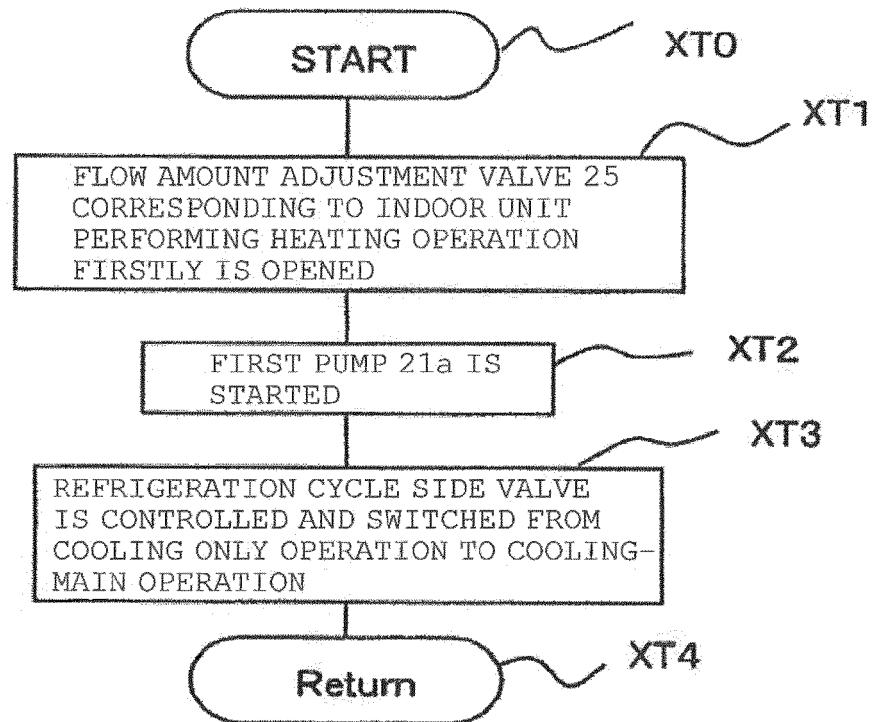 START
XT0
XT1
FLOW AMOUNT ADJUSTMENT VALVE 25
CORRESPONDING TO INDOOR UNIT
PERFORMING HEATING OPERATION
FIRSTLY IS OPENED
XT2
FIRST PUMP 21a IS
STARTED
XT3
REFRIGERATION CYCLE SIDE VALVE
IS CONTROLLED AND SWITCHED FROM
COOLING ONLY OPERATION TO COOLING-
MAIN OPERATION
Return
XT4